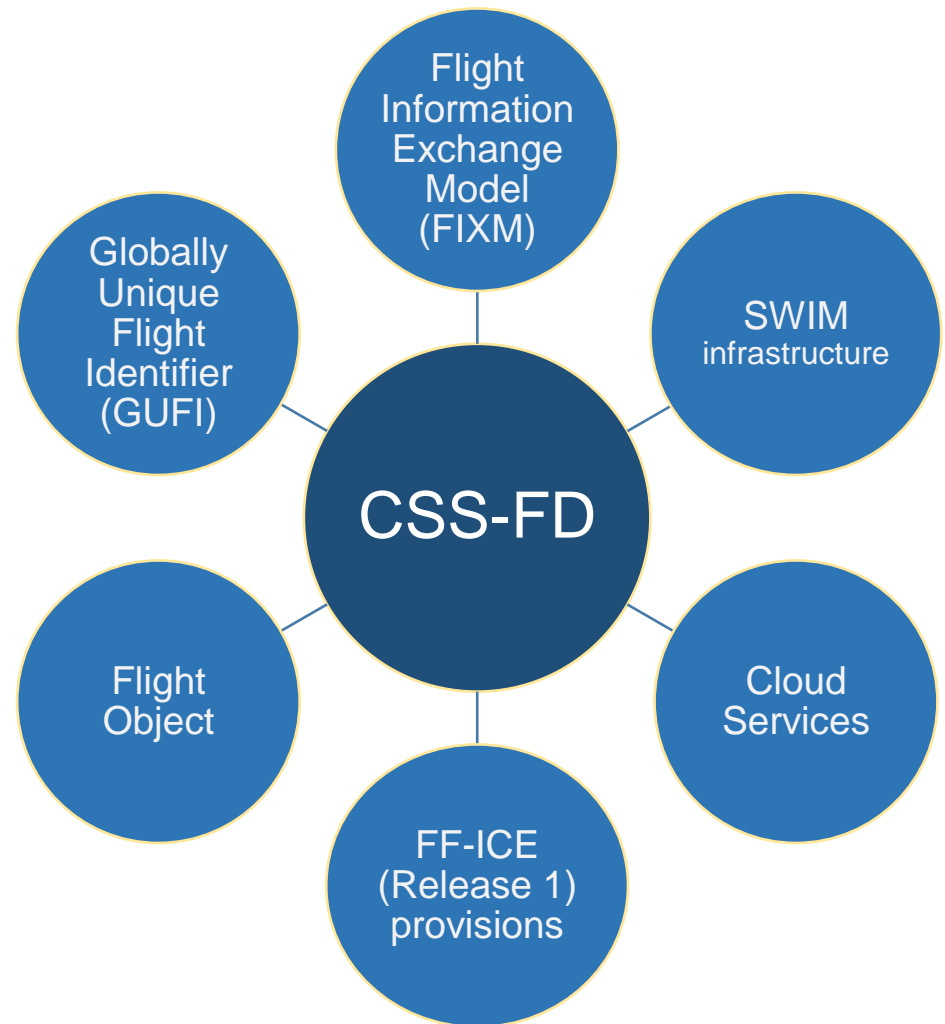 Flight
Information
Exchange
Model
(FIXM)
Globally
Unique
Flight
Identifier
(GUFI)
SWIM
infrastructure
CSS-FD
Flight
Object
Cloud
Services
FF-ICE
(Release 1)
provisions